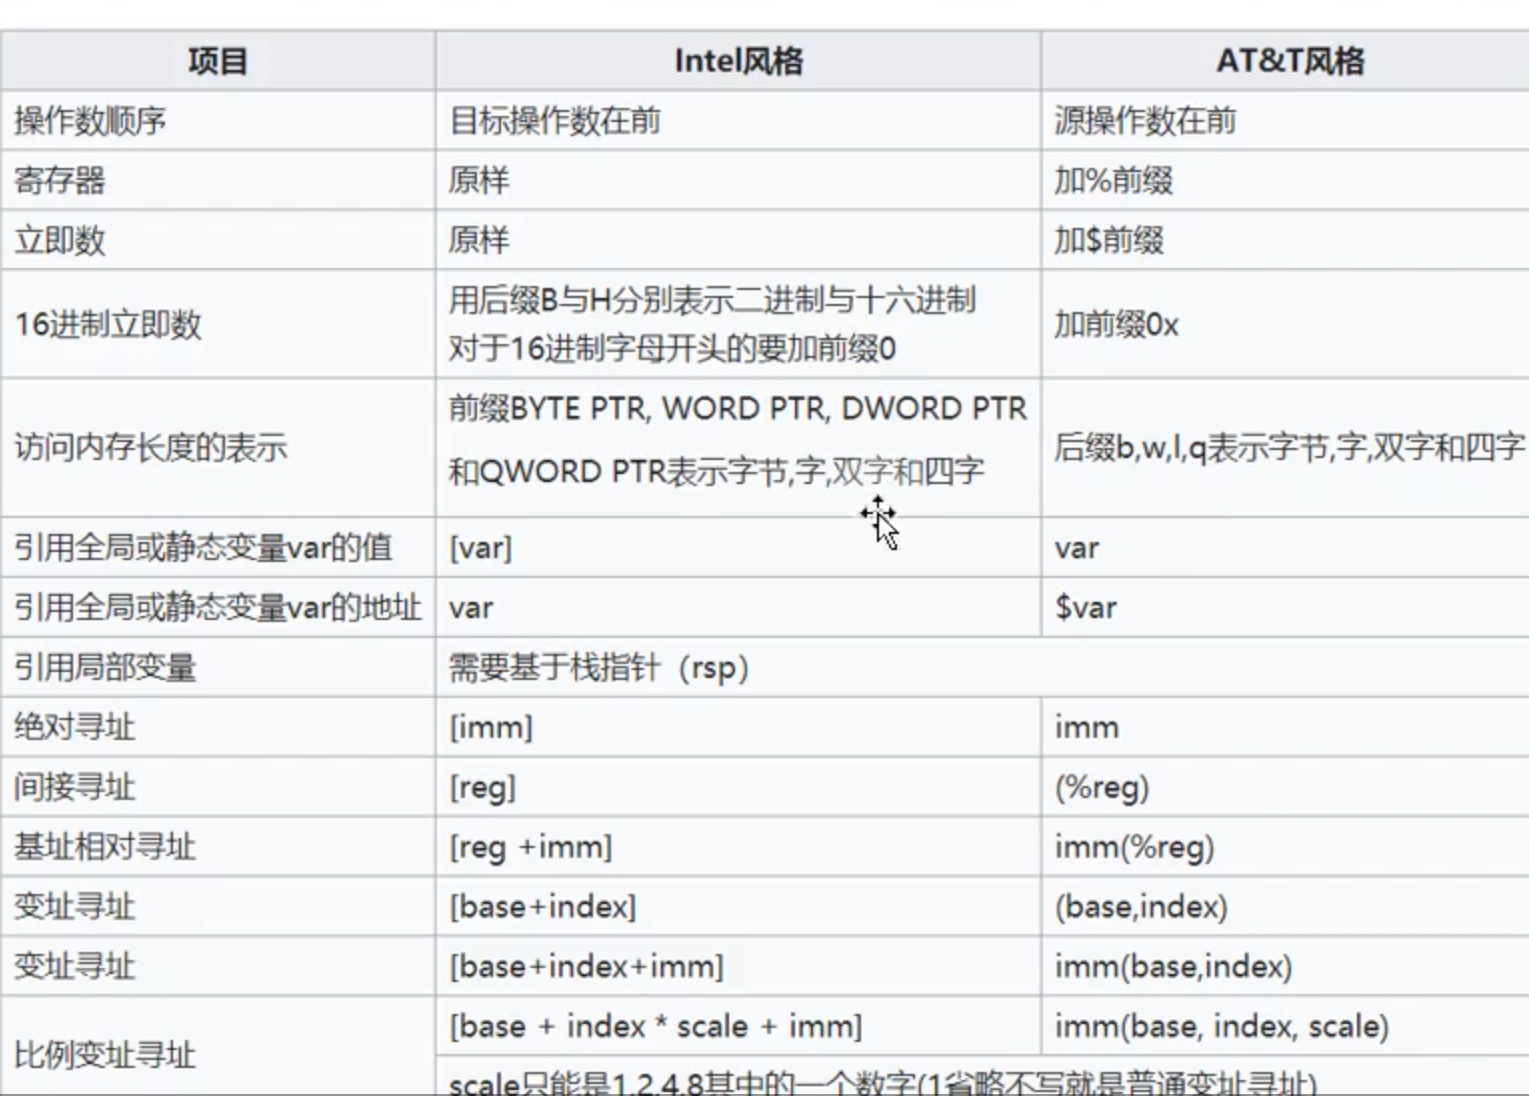 项目 Intel风格 AT&T风格
操作数顺序 目标操作数在前 源操作数在前
寄存器 原样 加%前缀
立即数 原样 加$前缀
16进制立即数 用后缀B与H分别表示二进制与十六进制
对于16进制字母开头的要加前缀0 加前缀0x
访问内存长度的表示 前缀BYTE PTR, WORD PTR, DWORD PTR
和QWORD PTR表示字节,字,双字和四字 后缀b,w,l,q表示字节,字,双字和四字
引用全局或静态变量var的值 [var] var
引用全局或静态变量var的地址 var $var
引用局部变量 需要基于栈指针（rsp）
绝对寻址 [imm] imm
间接寻址 [reg] (%reg)
基址相对寻址 [reg +imm] imm(%reg)
变址寻址 [base+index] (base,index)
变址寻址 [base+index+imm] imm(base,index)
比例变址寻址 [base + index * scale + imm] imm(base, index, scale)
scale只能是1,2,4,8其中的一个数字(1省略不写就是普通变址寻址)